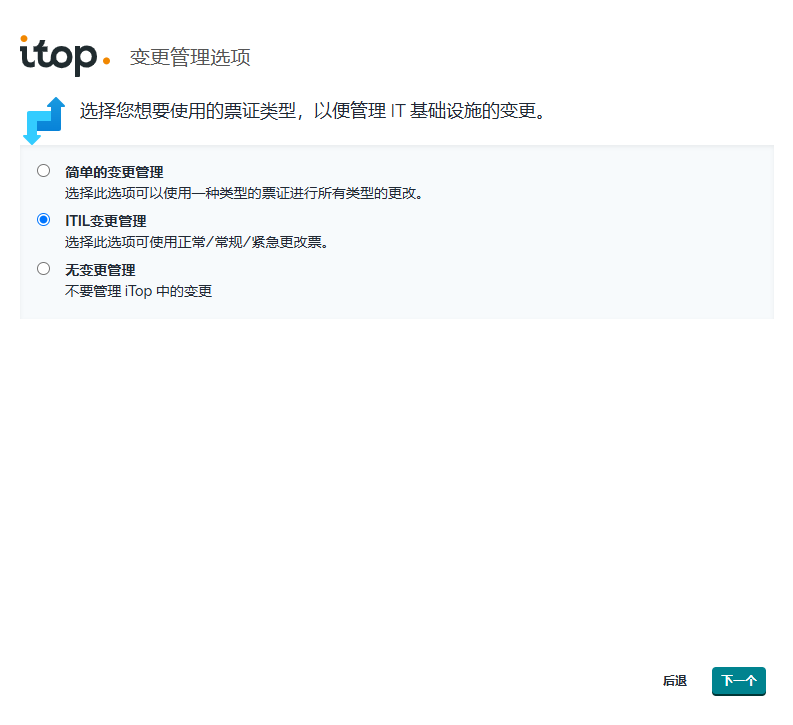 itop
变更管理选项
选择您想要使用的票证类型，以便管理 IT 基础设施的变更。
简单的变更管理
选择此选项可以使用一种类型的票证进行所有类型的更改。
ITIL变更管理
选择此选项可使用正常/常规/紧急更改票。
无变更管理
不要管理 iTop 中的变更
后退
下一个